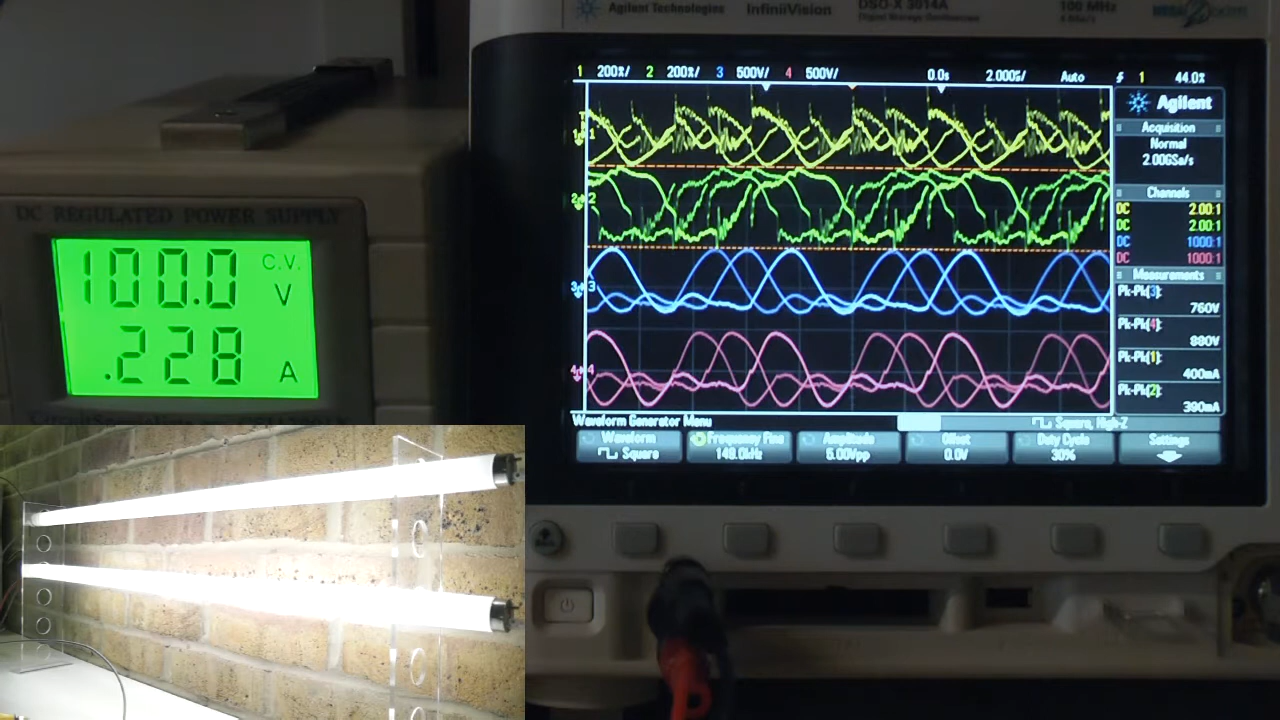 Agilent Technologies InfiniiVision DSO-X 3014A 100 MHz
Digital Storage Oscilloscope
1 200%/ 2 200%/ 3 500V/ 4 500V/ 0.0s 2.000%/ Auto 1 44.0%
Agilent
Acquisition
Normal
2.00GSa/s
Channels
DC 2.00:1
DC 2.00:1
DC 1000:1
DC 1000:1
Measurements
Pk-Pk(3):
760V
Pk-Pk(4):
880V
Pk-Pk(1):
400mA
Pk-Pk(2):
390mA
Waveform Generator Menu
Square, High-Z
Waveform
Square
Frequency Fine
148.0kHz
Amplitude
5.00Vpp
Offset
0.0V
Duty Cycle
30%
Settings
DC REGULATED POWER SUPPLY
100.0 C.V. V
.228 A